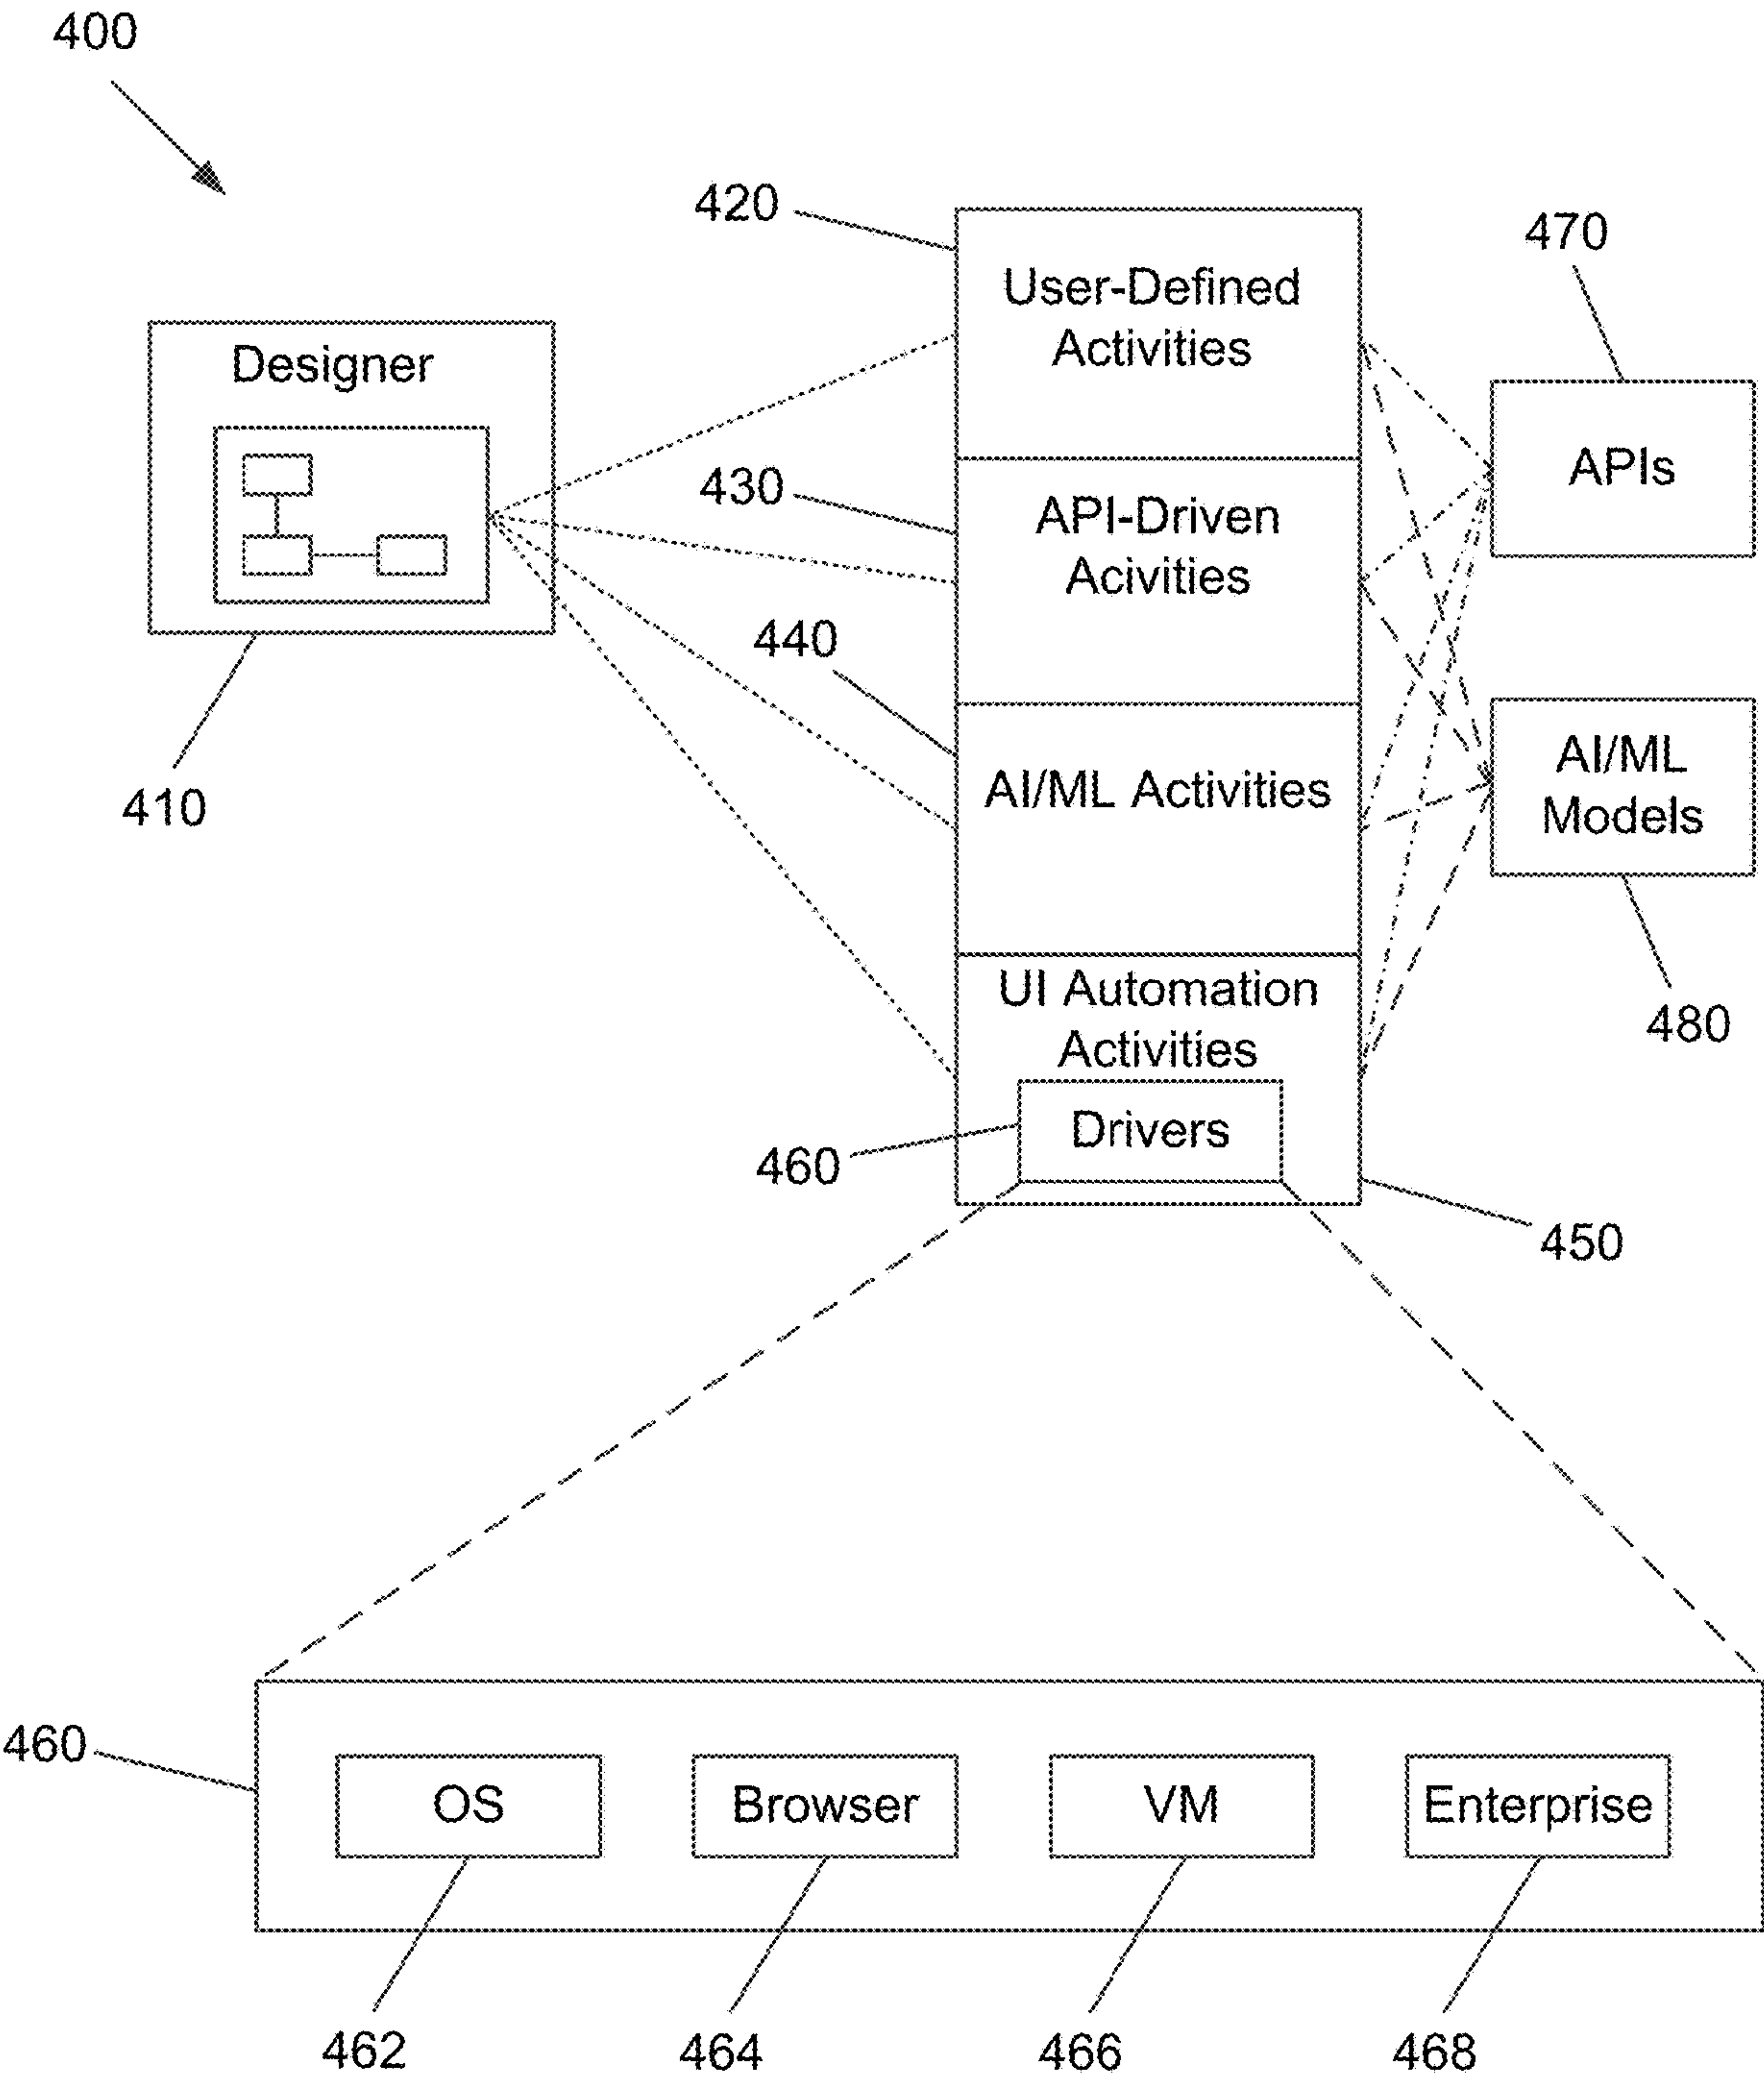 400
420
User-Defined
Activities
470
Designer
APIs
430
API-Driven
Acivities
440
410
AI/ML Activities
AI/ML
Models
480
UI Automation
Activities
460
Drivers
450
460
OS
Browser
VM
Enterprise
462
464
466
468